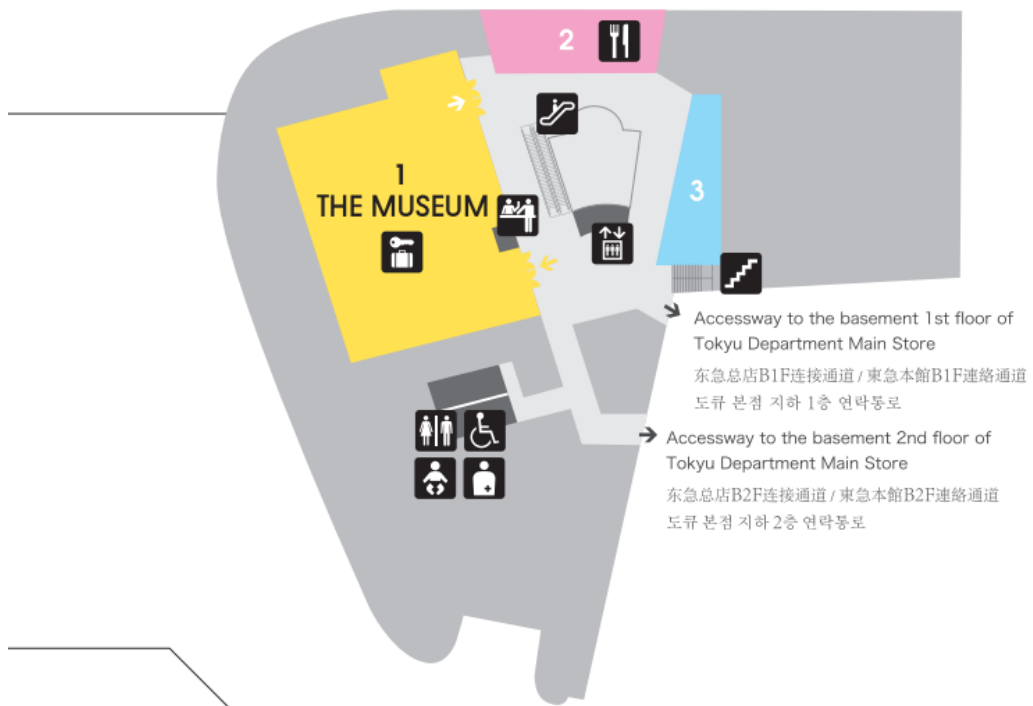 2
1
THE MUSEUM
3
Accessway to the basement 1st floor of
Tokyu Department Main Store
东急总店B1F连接通道 / 東急本館B1F連絡通道
도큐 본점 지하 1층 연락통로
Accessway to the basement 2nd floor of
Tokyu Department Main Store
东急总店B2F连接通道 / 東急本館B2F連絡通道
도큐 본점 지하 2층 연락통로